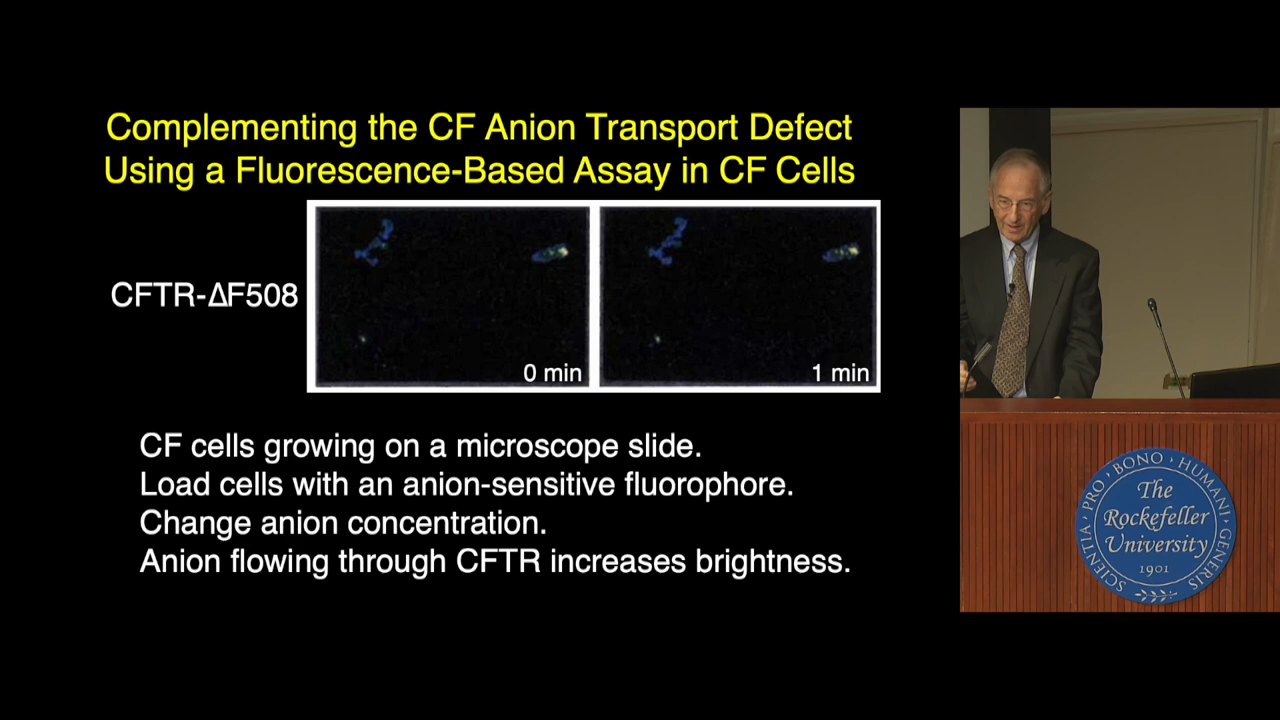 Complementing the CF Anion Transport Defect
Using a Fluorescence-Based Assay in CF Cells
CFTR-ΔF508
0 min
1 min
CF cells growing on a microscope slide.
Load cells with an anion-sensitive fluorophore.
Change anion concentration.
Anion flowing through CFTR increases brightness.
SCIENTIA · PRO · BONO · HUMANI · GENERIS
The
Rockefeller
University
1901